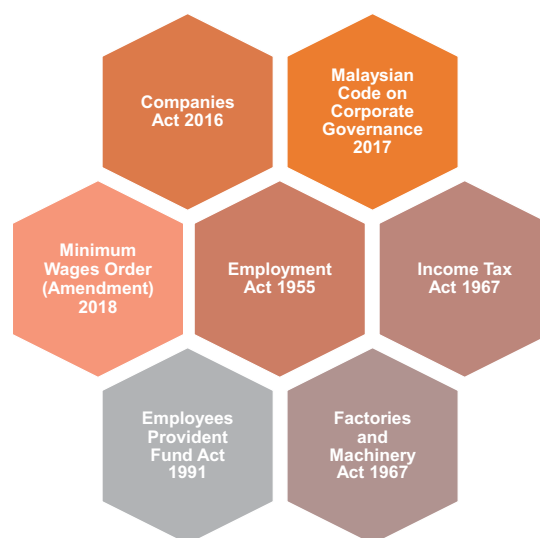 Companies
Act 2016
Malaysian
Code on
Corporate
Governance
2017
Minimum
Wages Order
(Amendment)
2018
Employment
Act 1955
Income Tax
Act 1967
Employees
Provident
Fund Act
1991
Factories
and
Machinery
Act 1967